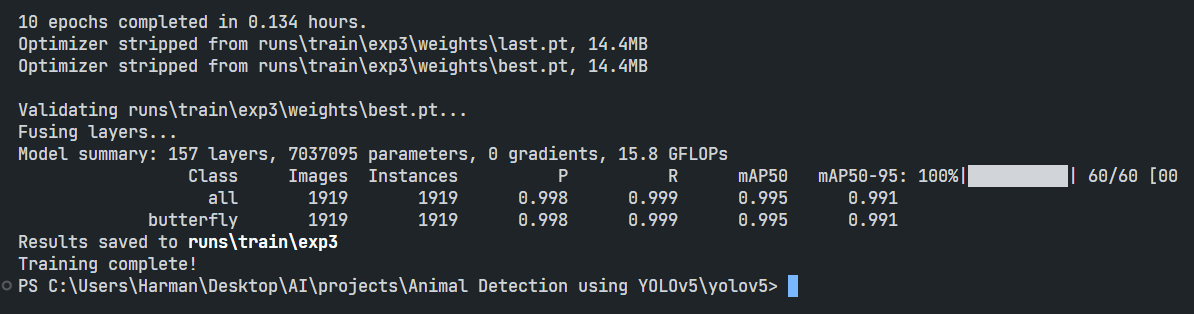 10 epochs completed in 0.134 hours.
Optimizer stripped from runs\train\exp3\weights\last.pt, 14.4MB
Optimizer stripped from runs\train\exp3\weights\best.pt, 14.4MB
Validating runs\train\exp3\weights\best.pt...
Fusing layers...
Model summary: 157 layers, 7037095 parameters, 0 gradients, 15.8 GFLOPs
Class Images Instances P R mAP50 mAP50-95: 100%| | 60/60 [00
all 1919 1919 0.998 0.999 0.995 0.991
butterfly 1919 1919 0.998 0.999 0.995 0.991
Results saved to runs\train\exp3
Training complete!
PS C:\Users\Harman\Desktop\AI\projects\Animal Detection using YOLOv5\yolov5>